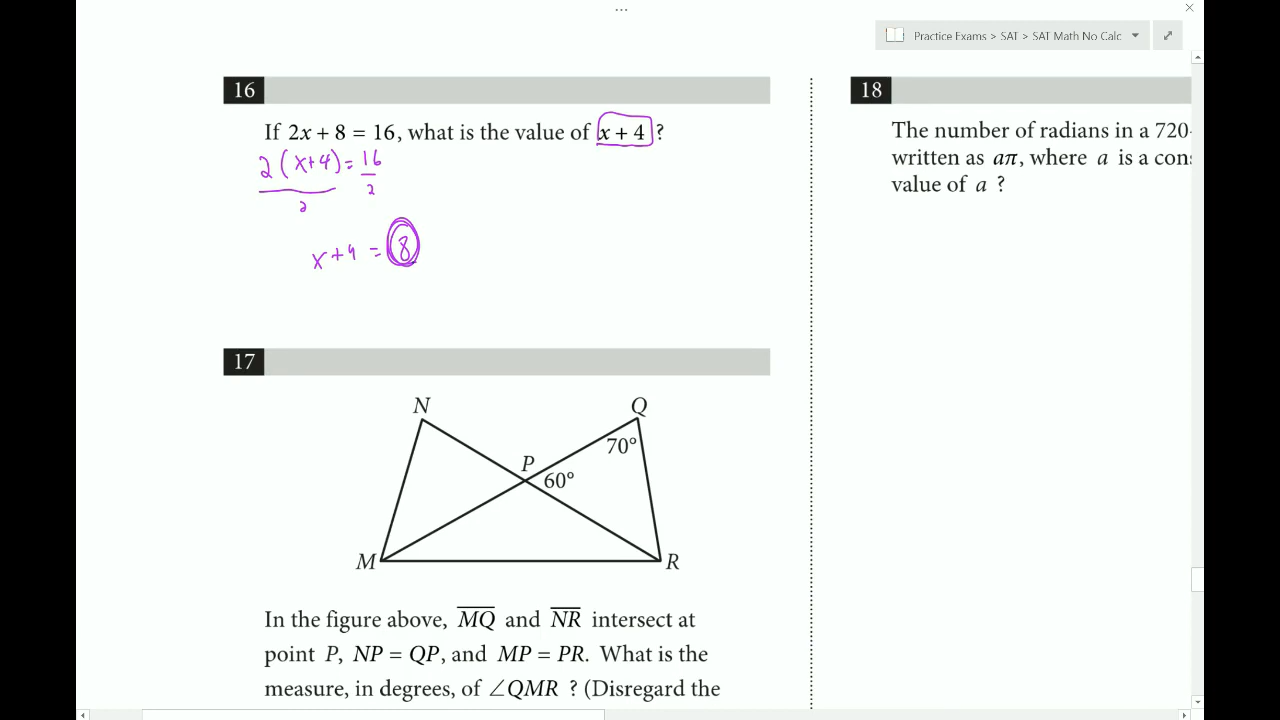 ...
Practice Exams > SAT > SAT Math No Calc
16
If 2x + 8 = 16, what is the value of x + 4 ?
2 (x+4) = 16
2 2
x+4 = 8
17
N Q
70°
P
60°
M R
In the figure above, MQ and NR intersect at
point P, NP = QP, and MP = PR. What is the
measure, in degrees, of ∠QMR ? (Disregard the
18
The number of radians in a 720-
written as aπ, where a is a cons
value of a ?